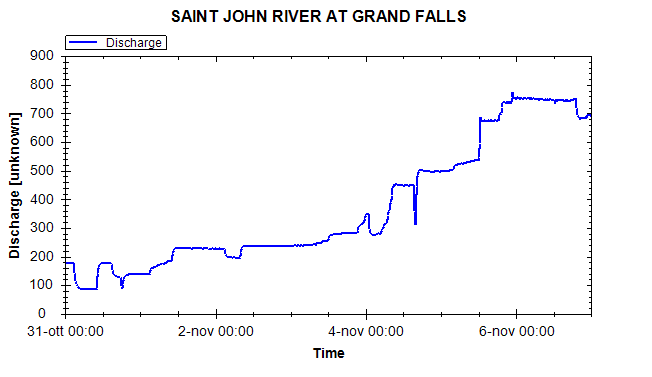 SAINT JOHN RIVER AT GRAND FALLS
Discharge
900
800
700
600
500
400
300
200
100
0
Discharge [unknown]
31-ott 00:00 2-nov 00:00 4-nov 00:00 6-nov 00:00
Time